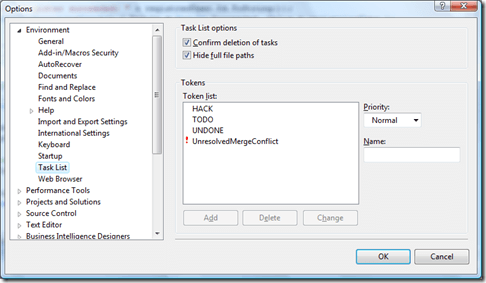 Options
Environment
General
Add-in/Macros Security
AutoRecover
Documents
Find and Replace
Fonts and Colors
Help
Import and Export Settings
International Settings
Keyboard
Startup
Task List
Web Browser
Performance Tools
Projects and Solutions
Source Control
Text Editor
Business Intelligence Designers
Task List options
Confirm deletion of tasks
Hide full file paths
Tokens
Token list:
HACK
TODO
UNDONE
! UnresolvedMergeConflict
Priority:
Normal
Name:
Add
Delete
Change
OK
Cancel